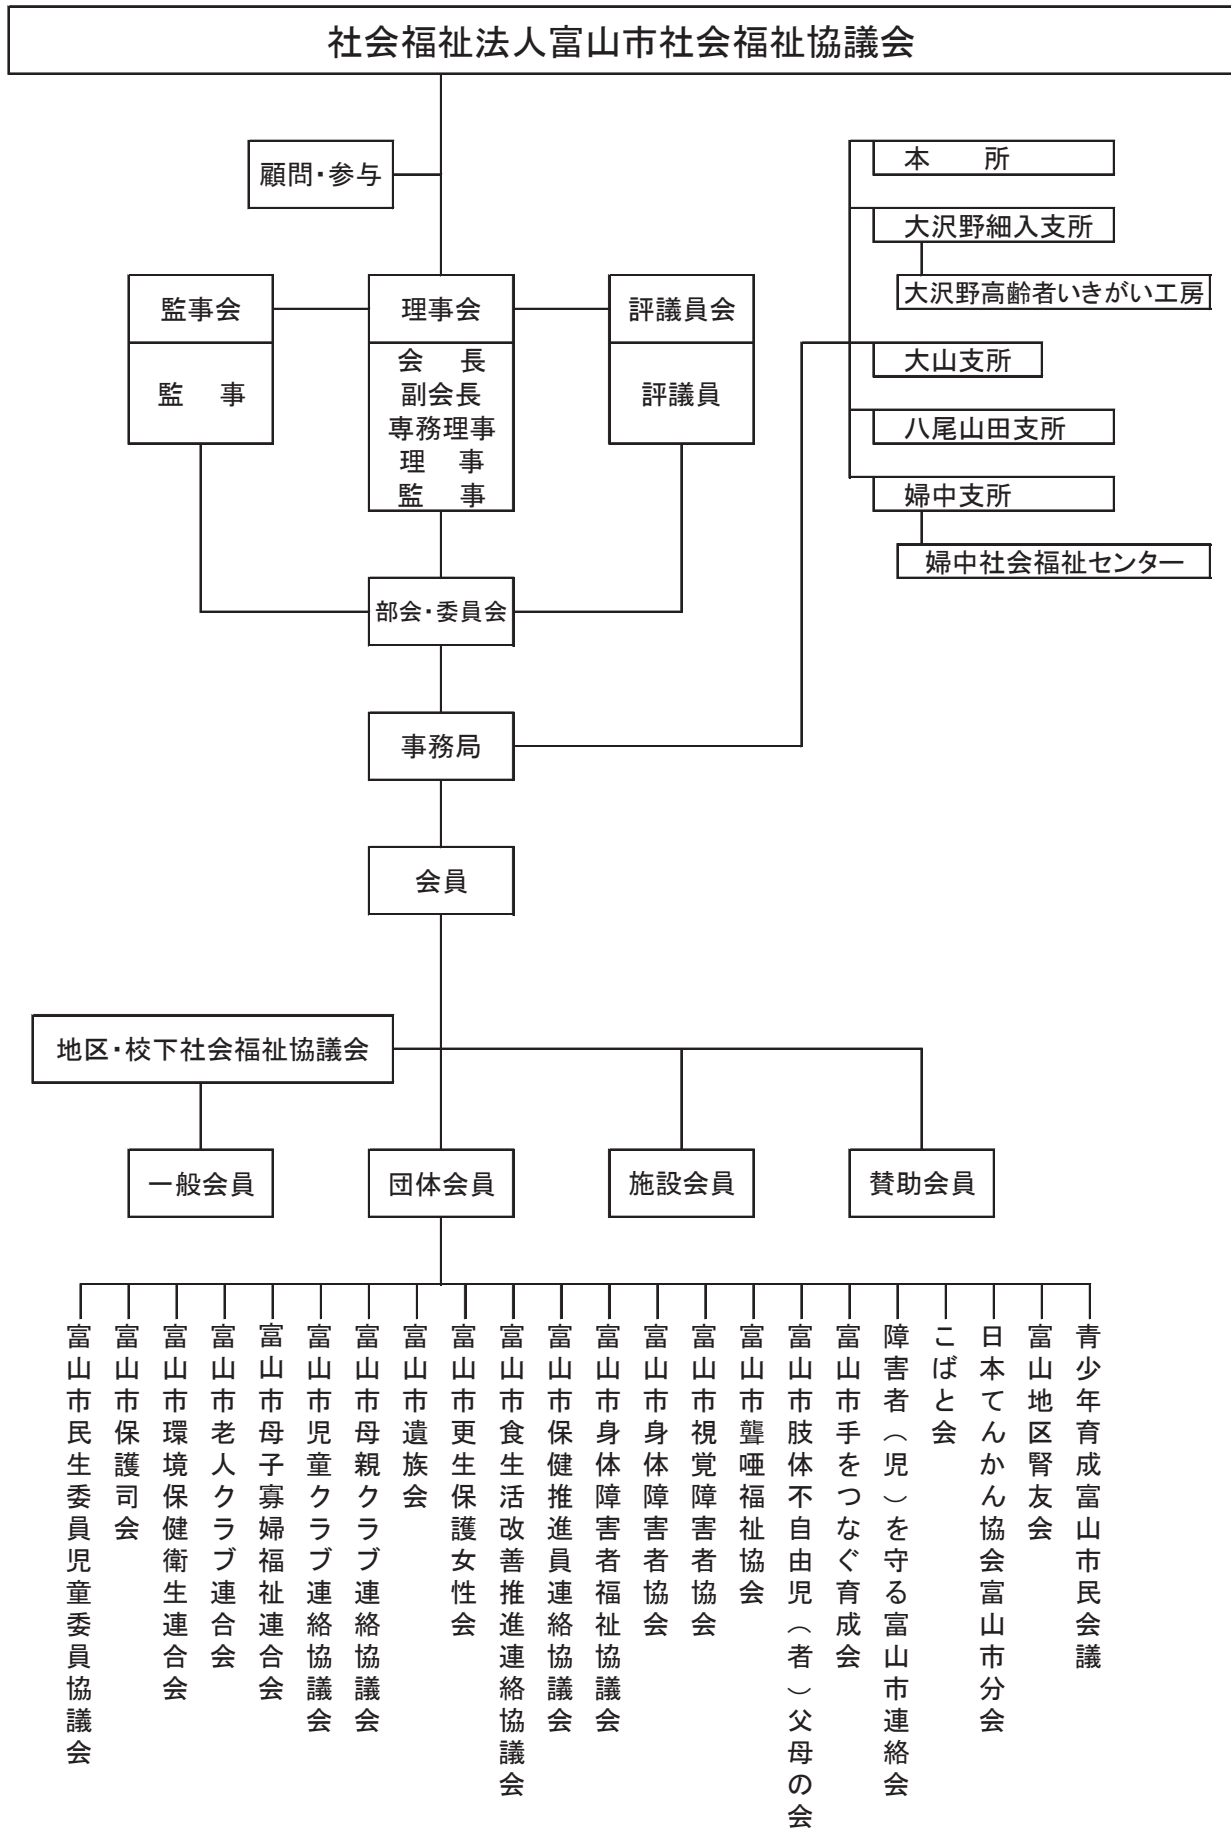 社会福祉法人富山市社会福祉協議会
顧問・参与
監事会
監　事
理事会
会　長
副会長
専務理事
理　事
監　事
評議員会
評議員
本　　所
大沢野細入支所
大沢野高齢者いきがい工房
大山支所
八尾山田支所
婦中支所
婦中社会福祉センター
部会・委員会
事務局
会員
地区・校下社会福祉協議会
一般会員
団体会員
施設会員
賛助会員
富山市民生委員児童委員協議会
富山市保護司会
富山市環境保健衛生連合会
富山市老人クラブ連合会
富山市母子寡婦福祉連合会
富山市児童クラブ連絡協議会
富山市母親クラブ連絡協議会
富山市遺族会
富山市更生保護女性会
富山市食生活改善推進連絡協議会
富山市保健推進員連絡協議会
富山市身体障害者福祉協議会
富山市身体障害者協会
富山市視覚障害者協会
富山市聾唖福祉協会
富山市肢体不自由児（者）父母の会
富山市手をつなぐ育成会
障害者（児）を守る富山市連絡会
こばと会
日本てんかん協会富山市分会
富山地区腎友会
青少年育成富山市民会議